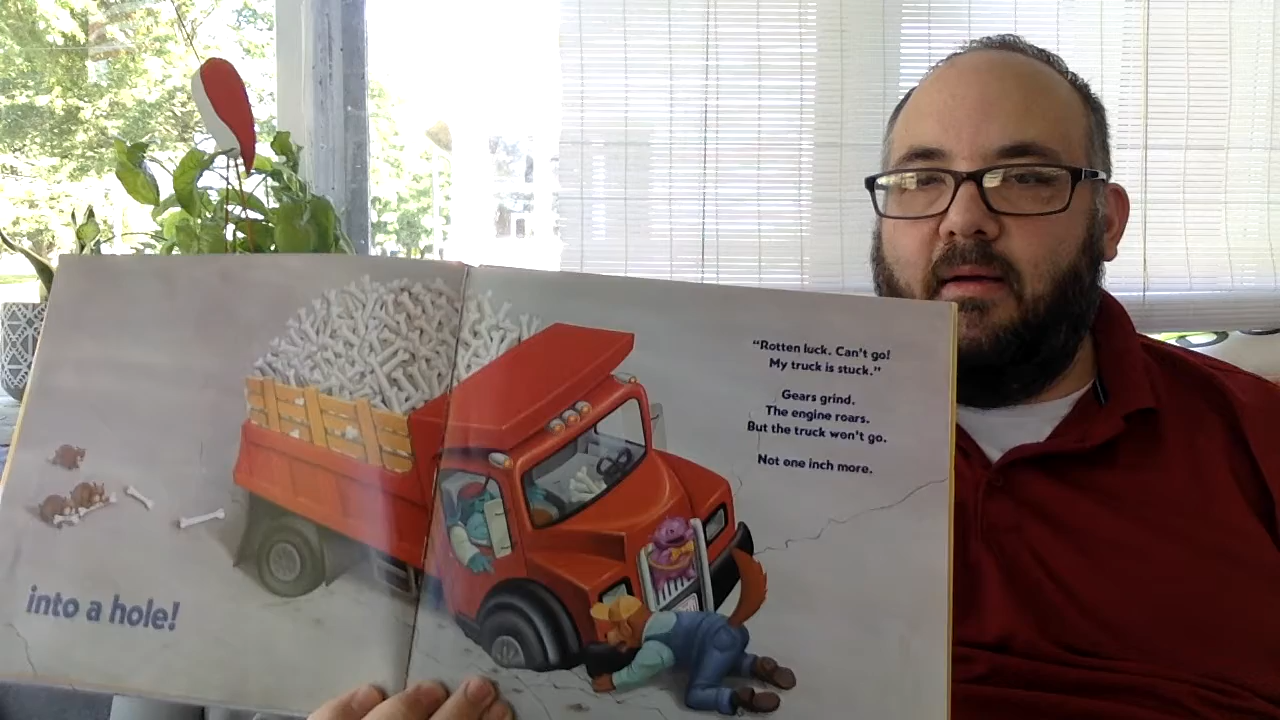 into a hole!
"Rotten luck. Can't go!
My truck is stuck."
Gears grind.
The engine roars.
But the truck won't go.
Not one inch more.